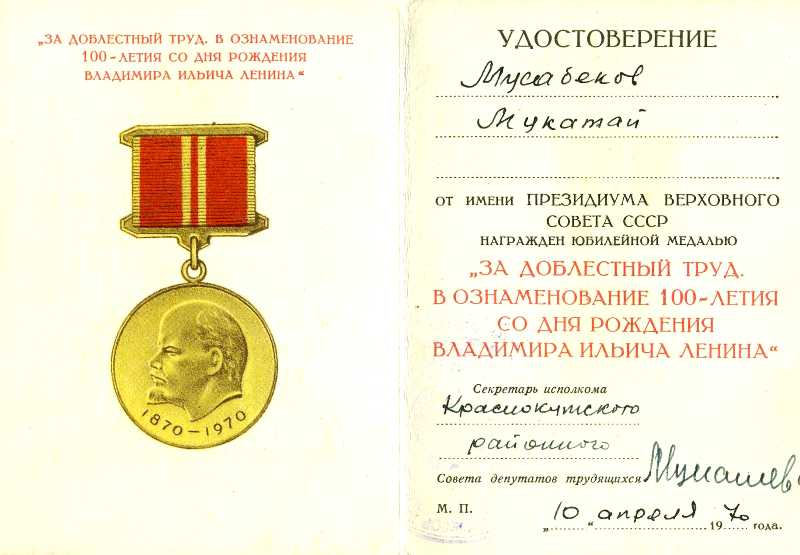 „ЗА ДОБЛЕСТНЫЙ ТРУД. В ОЗНАМЕНОВАНИЕ
100-ЛЕТИЯ СО ДНЯ РОЖДЕНИЯ
ВЛАДИМИРА ИЛЬИЧА ЛЕНИНА“
1870–1970
УДОСТОВЕРЕНИЕ
Мусабеков
Мукатай
ОТ ИМЕНИ ПРЕЗИДИУМА ВЕРХОВНОГО
СОВЕТА СССР
НАГРАЖДЕН ЮБИЛЕЙНОЙ МЕДАЛЬЮ
„ЗА ДОБЛЕСТНЫЙ ТРУД.
В ОЗНАМЕНОВАНИЕ 100-ЛЕТИЯ
СО ДНЯ РОЖДЕНИЯ
ВЛАДИМИРА ИЛЬИЧА ЛЕНИНА“
Секретарь исполкома
Краснокутского
районного
Совета депутатов трудящихся
М. П. „10“ апреля 1970 года.